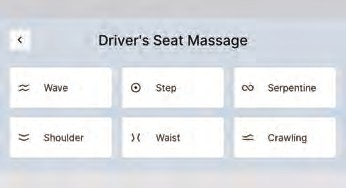 Driver's Seat Massage
Wave Step Serpentine
Shoulder Waist Crawling